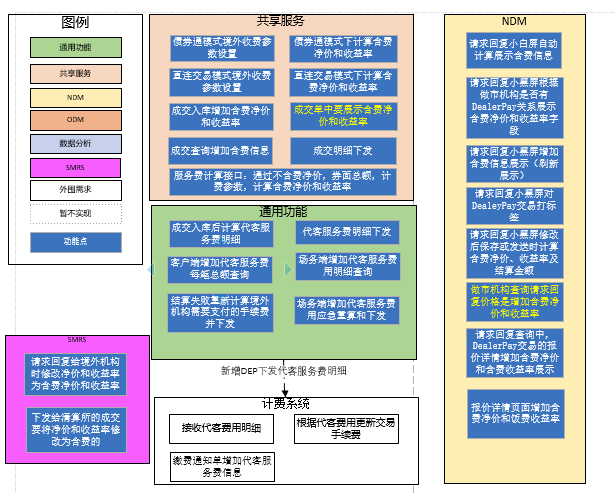 图例
通用功能
共享服务
NDM
ODM
数据分析
SMRS
外围需求
暂不实现
功能点
共享服务
债券通模式境外收费参
数设置
债券通模式下计算含费
净价和收益率
直连交易模式境外收费
参数设置
直连交易模式下计算含
费净价和收益率
成交入库增加含费净价
和收益率
成交单中要展示含费净
价和收益率
成交查询增加含费信息
成交明细下发
服务费计算接口：通过不含费净价，券面总额，计
费参数，计算含费净价和收益率
通用功能
成交入库后计算代客服
务费明细
代客服务费明细下发
客户端增加代客服务费
每笔总额查询
场务端增加代客服务费
用明细查询
结算失败重新计算境外
机构需要支付的手续费
并下发
场务端增加代客服务费
用应急重算和下发
新增DEP下发代客服务费明细
计费系统
接收代客费用明细
根据代客费用更新交易
手续费
缴费通知单增加代客服
务费信息
SMRS
请求回复给境外机构
时修改净价和收益率
为含费净价和收益率
下发给清算所的成交
要将净价和收益率修
改为含费的
NDM
请求回复小白屏自动
计算展示含费信息
请求回复小黑屏根据
做市机构是否有
DealerPay关系展示
含费净价和收益率字
段
请求回复小黑屏增加
含费信息展示（刷新
展示）
请求回复小黑屏对
DealeyPay交易打标
签
请求回复小黑屏修改
后保存或发送时计算
含费净价、收益率及
结算金额
做市机构查询请求回
复价格是增加含费净
价和收益率
请求回复查询中，
DealerPay交易的报
价详情增加含费净价
和含费收益率展示
报价详情页面增加含
费净价和饭费收益率